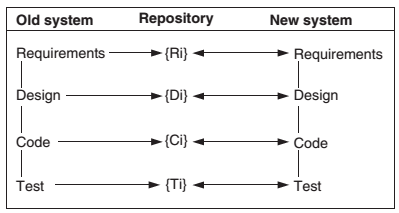 Old system Repository New system
Requirements {Ri} Requirements
Design {Di} Design
Code {Ci} Code
Test {Ti} Test